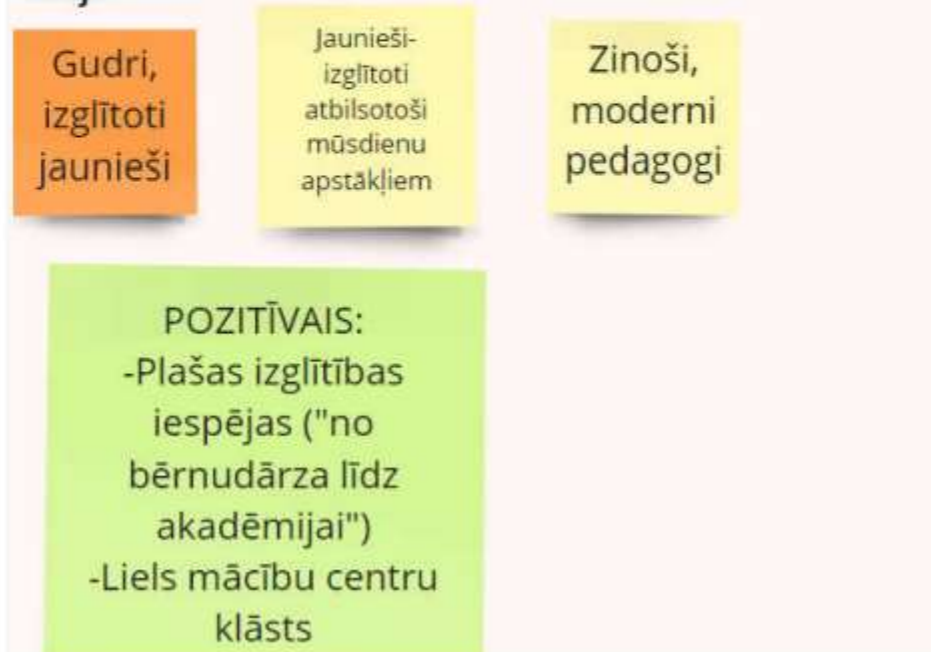 Gudri,
izglītoti
jaunieši
Jaunieši-
izglītoti
atbilsotoši
mūsdienu
apstākļiem
Zinoši,
moderni
pedagogi
POZITĪVAIS:
-Plašas izglītības
iespējas ("no
bērnudārza līdz
akadēmijai")
-Liels mācību centru
klāsts